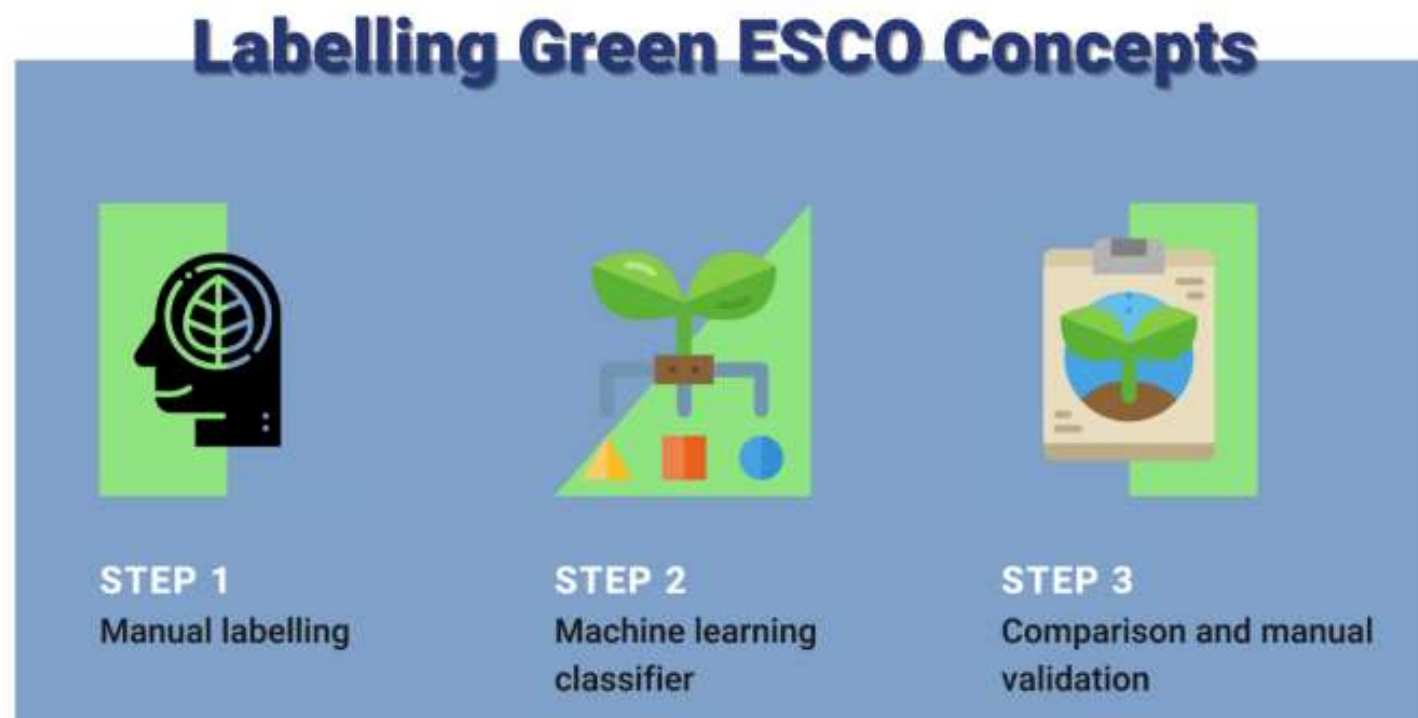 Labelling Green ESCO Concepts
STEP 1
Manual labelling
STEP 2
Machine learning
classifier
STEP 3
Comparison and manual
validation